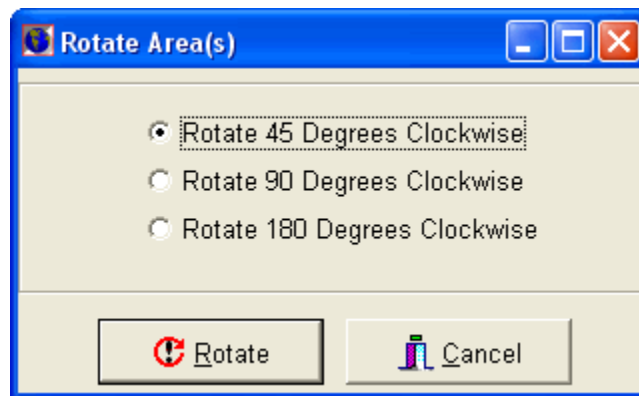 Rotate Area(s)
Rotate 45 Degrees Clockwise
Rotate 90 Degrees Clockwise
Rotate 180 Degrees Clockwise
Rotate Cancel